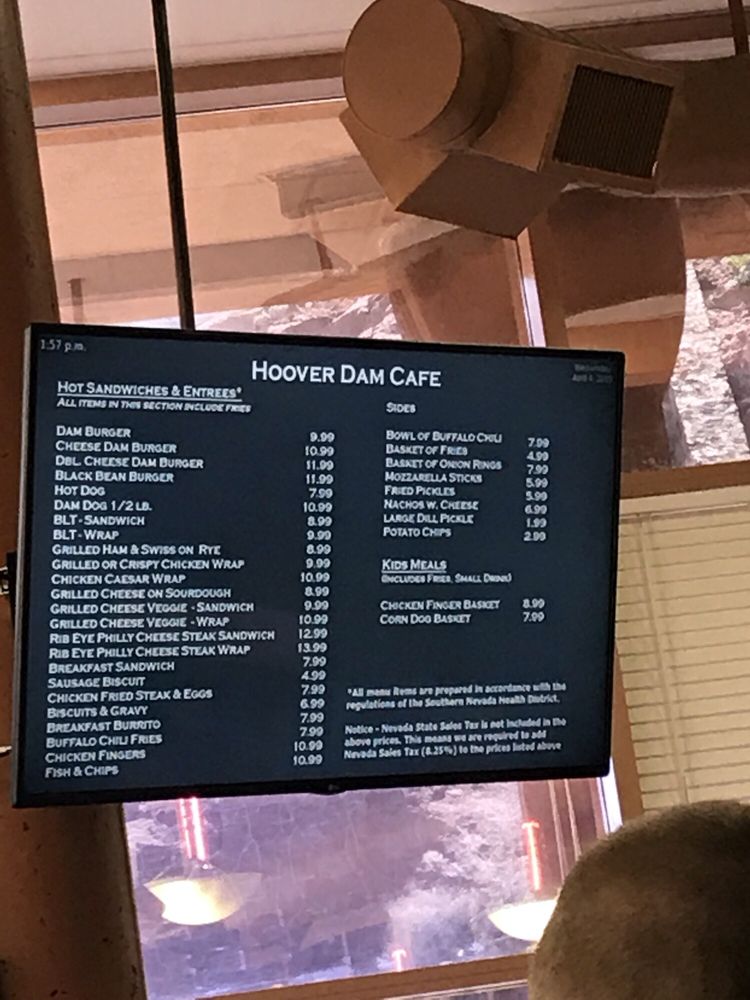 1:57 p.m.
HOOVER DAM CAFE
HOT SANDWICHES & ENTREES*
ALL ITEMS IN THIS SECTION INCLUDE FRIES
DAM BURGER 9.99
CHEESE DAM BURGER 10.99
DBL. CHEESE DAM BURGER 11.99
BLACK BEAN BURGER 11.99
HOT DOG 7.99
DAM DOG 1/2 LB. 10.99
BLT - SANDWICH 8.99
BLT - WRAP 9.99
GRILLED HAM & SWISS ON RYE 8.99
GRILLED OR CRISPY CHICKEN WRAP 9.99
CHICKEN CAESAR WRAP 10.99
GRILLED CHEESE ON SOURDOUGH 8.99
GRILLED CHEESE VEGGIE - SANDWICH 9.99
GRILLED CHEESE VEGGIE - WRAP 10.99
RIB EYE PHILLY CHEESE STEAK SANDWICH 12.99
RIB EYE PHILLY CHEESE STEAK WRAP 13.99
BREAKFAST SANDWICH 7.99
SAUSAGE BISCUIT 4.99
CHICKEN FRIED STEAK & EGGS 7.99
BISCUITS & GRAVY 6.99
BREAKFAST BURRITO 7.99
BUFFALO CHILI FRIES 7.99
CHICKEN FINGERS 10.99
FISH & CHIPS 10.99
SIDES
BOWL OF BUFFALO CHILI 7.99
BASKET OF FRIES 4.99
BASKET OF ONION RINGS 7.99
MOZZARELLA STICKS 5.99
FRIED PICKLES 5.99
NACHOS W. CHEESE 6.99
LARGE DILL PICKLE 1.99
POTATO CHIPS 2.99
KIDS MEALS
(INCLUDES FRIES, SMALL DRINK)
CHICKEN FINGER BASKET 8.99
CORN DOG BASKET 7.99
*All menu items are prepared in accordance with the
regulations of the Southern Nevada Health District.
Notice - Nevada State Sales Tax is not included in the
above prices. This means we are required to add
Nevada Sales Tax (8.25%) to the prices listed above